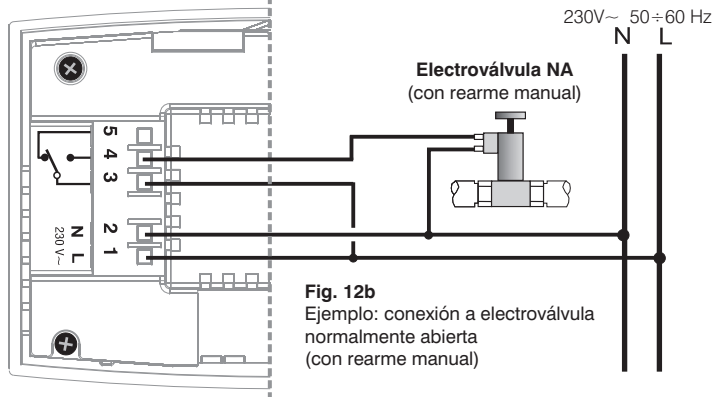 230V~ 50÷60 Hz
N L
Electroválvula NA
(con rearme manual)
5
4
3
2 N
1 L
230 V~
Fig. 12b
Ejemplo: conexión a electroválvula
normalmente abierta
(con rearme manual)